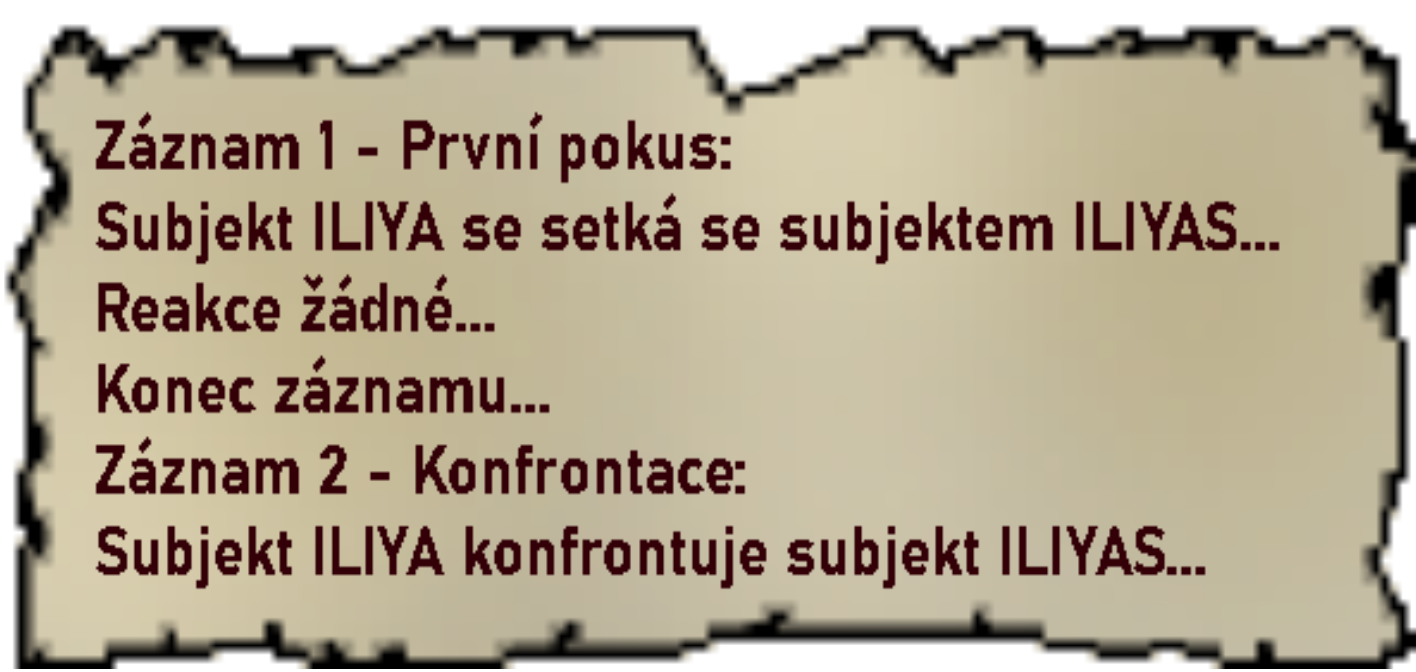 Záznam 1 - První pokus:
Subjekt ILIYA se setká se subjektem ILIYAS...
Reakce žádné...
Konec záznamu...
Záznam 2 - Konfrontace:
Subjekt ILIYA konfrontuje subjekt ILIYAS...